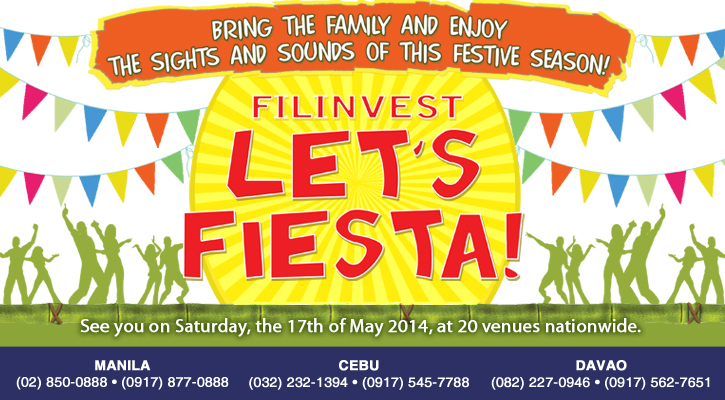 BRING THE FAMILY AND ENJOY
THE SIGHTS AND SOUNDS OF THIS FESTIVE SEASON!
FILINVEST
LET'S
FIESTA!
See you on Saturday, the 17th of May 2014, at 20 venues nationwide.
MANILA
(02) 850-0888 • (0917) 877-0888
CEBU
(032) 232-1394 • (0917) 545-7788
DAVAO
(082) 227-0946 • (0917) 562-7651